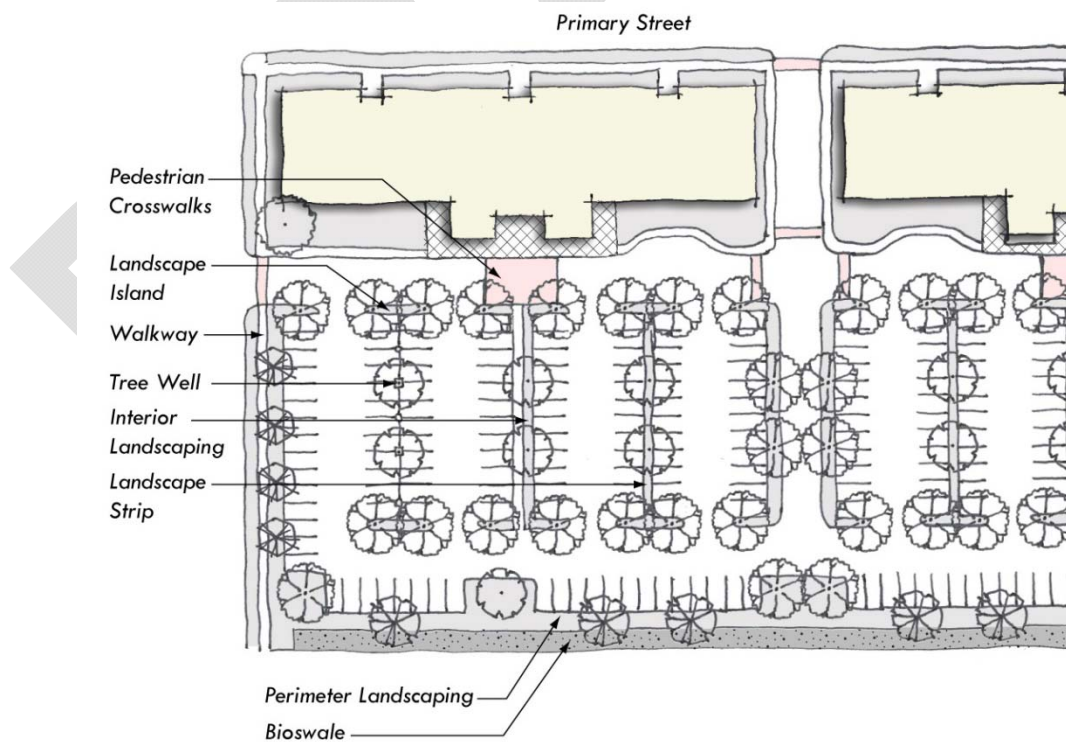 Primary Street
Pedestrian
Crosswalks
Landscape
Island
Walkway
Tree Well
Interior
Landscaping
Landscape
Strip
Perimeter Landscaping
Bioswale